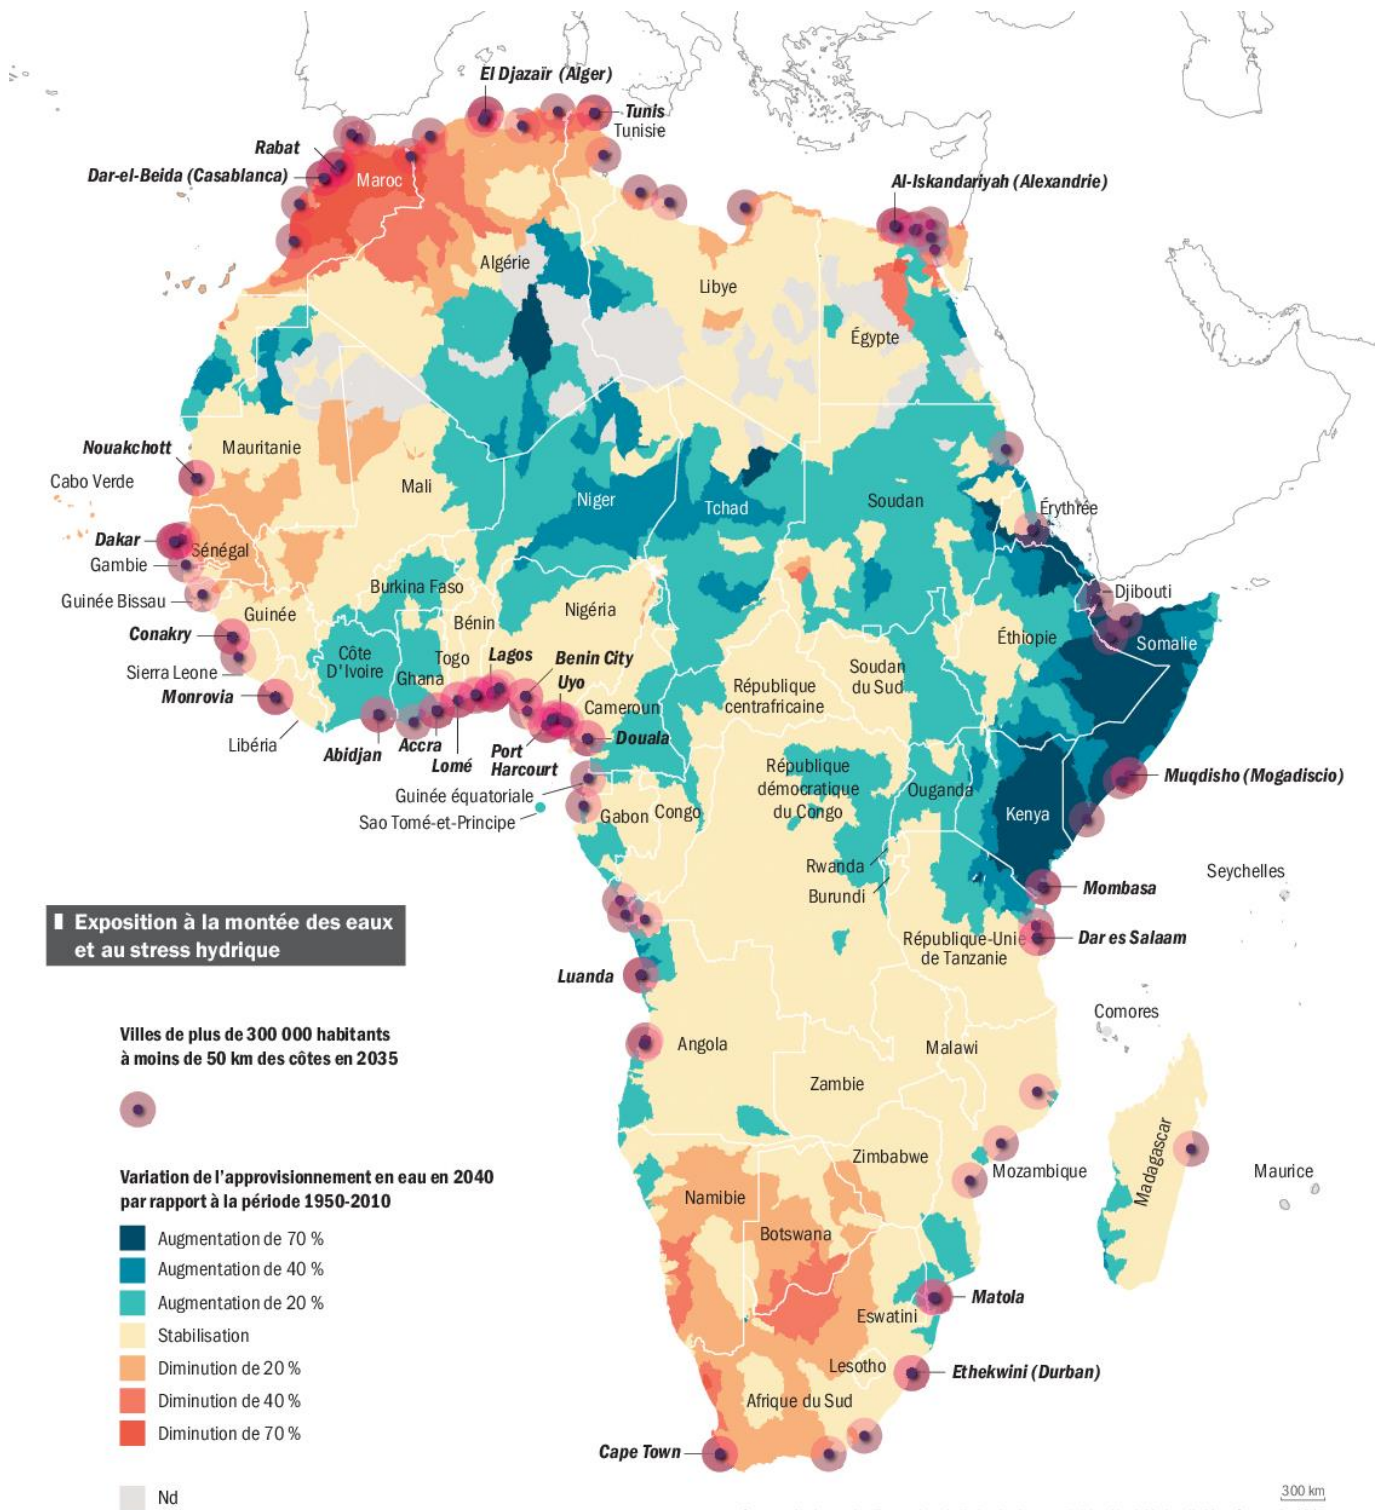 El Djazaïr (Alger)
Tunis
Tunisie
Rabat
Dar-el-Beida (Casablanca)
Maroc
Al-Iskandariyah (Alexandrie)
Algérie
Libye
Égypte
Nouakchott
Mauritanie
Cabo Verde
Mali
Niger
Tchad
Soudan
Érythrée
Dakar
Sénégal
Gambie
Guinée Bissau
Burkina Faso
Djibouti
Guinée
Bénin
Nigéria
Conakry
Éthiopie
Somalie
Côte
D'Ivoire
Togo
Lagos
Benin City
Sierra Leone
Ghana
Uyo
Soudan
du Sud
Monrovia
République
centrafricaine
Cameroun
Libéria
Abidjan
Accra
Lomé
Port
Harcourt
Douala
République
démocratique
du Congo
Ouganda
Muqdisho (Mogadiscio)
Guinée équatoriale
Sao Tomé-et-Principe
Gabon
Congo
Kenya
Rwanda
Burundi
Mombasa
Seychelles
Exposition à la montée des eaux
et au stress hydrique
République-Unie
de Tanzanie
Dar es Salaam
Luanda
Comores
Villes de plus de 300 000 habitants
à moins de 50 km des côtes en 2035
Angola
Malawi
Zambie
Madagascar
Zimbabwe
Mozambique
Maurice
Variation de l'approvisionnement en eau en 2040
par rapport à la période 1950-2010
Namibie
Botswana
Augmentation de 70 %
Augmentation de 40 %
Augmentation de 20 %
Stabilisation
Diminution de 20 %
Diminution de 40 %
Diminution de 70 %
Nd
Matola
Eswatini
Lesotho
Ethekwini (Durban)
Afrique du Sud
Cape Town
300 km